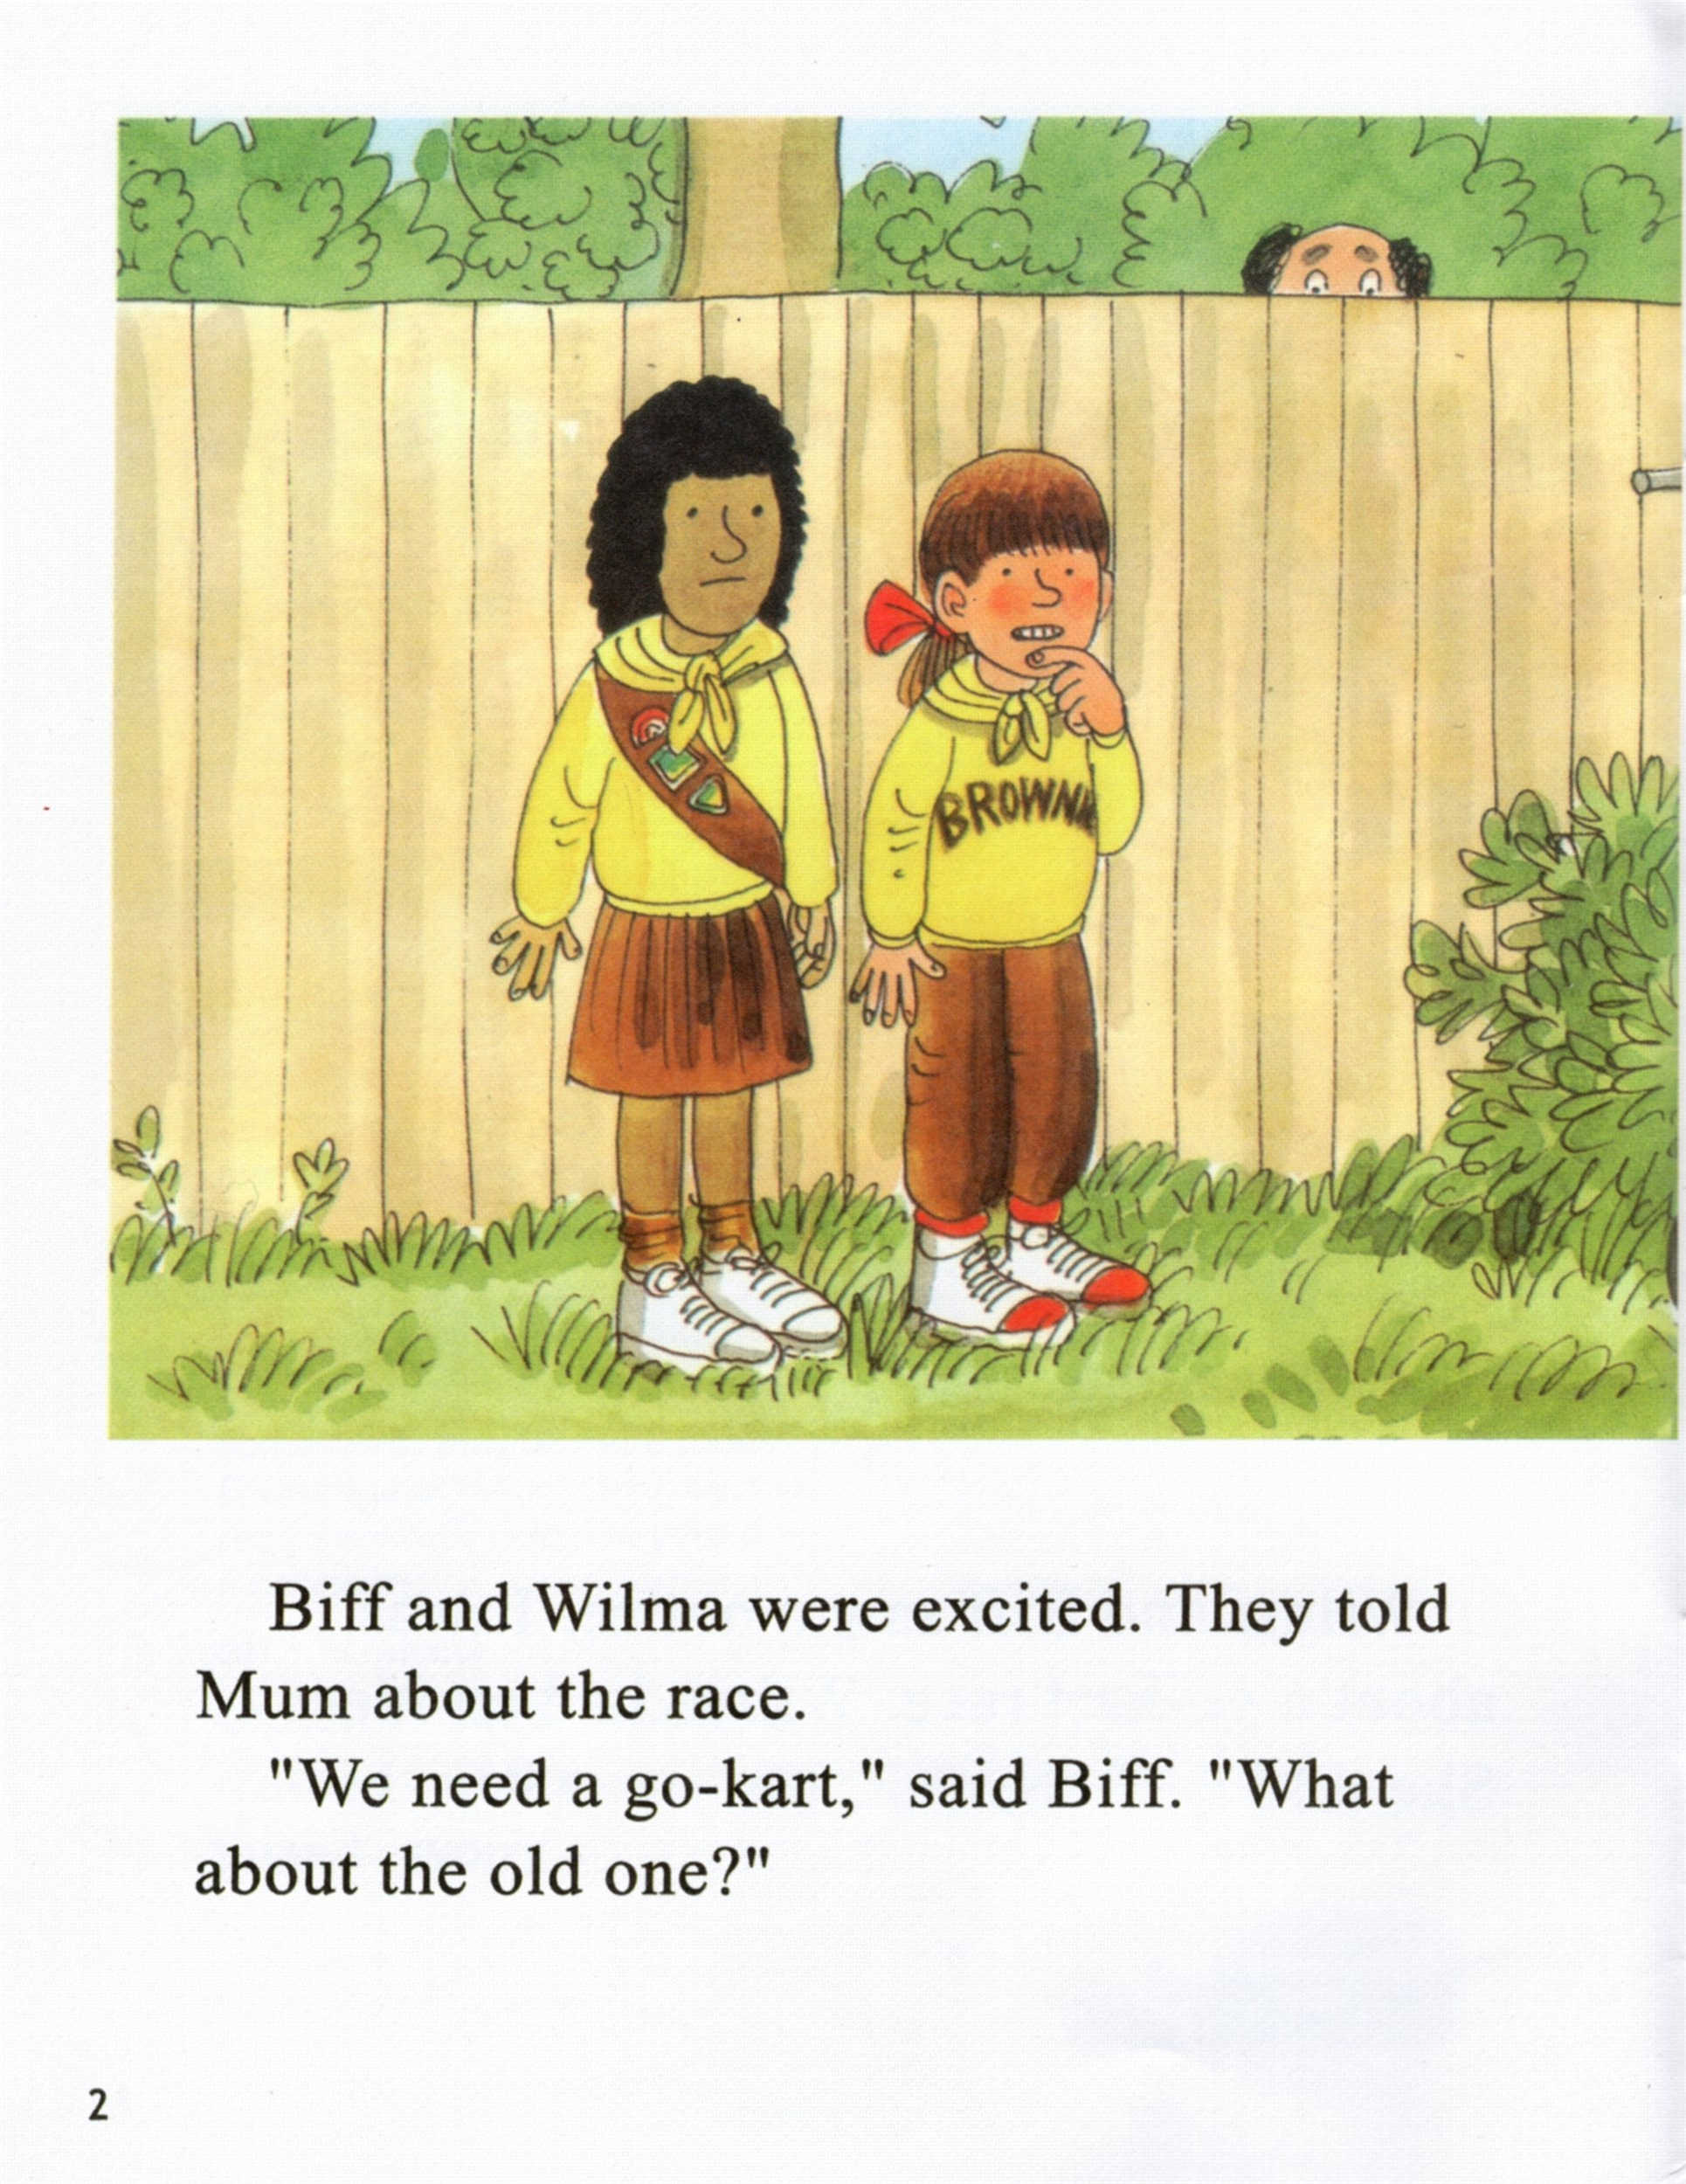 BROWNI
Biff and Wilma were excited. They told
Mum about the race.
"We need a go-kart," said Biff. "What
about the old one?"
2